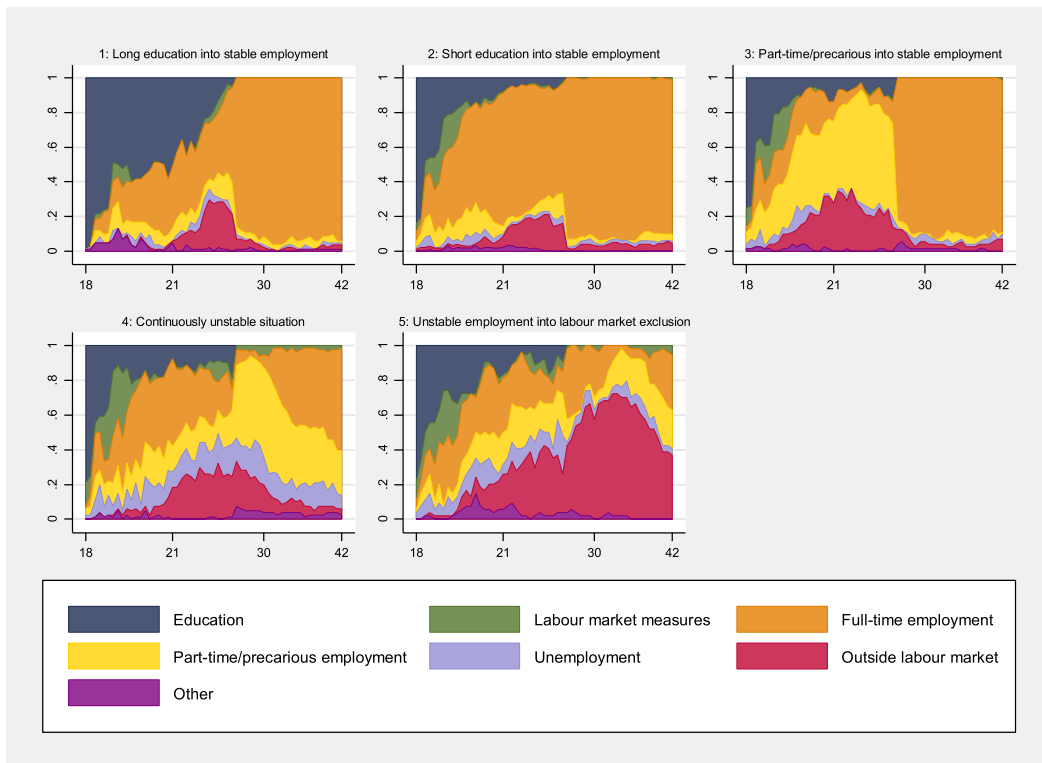 1: Long education into stable employment
2: Short education into stable employment
3: Part-time/precarious into stable employment
1 1 1
.8 .8 .8
.6 .6 .6
.4 .4 .4
.2 .2 .2
0 0 0
18 21 30 42 18 21 30 42 18 21 30 42
4: Continuously unstable situation
5: Unstable employment into labour market exclusion
1 1
.8 .8
.6 .6
.4 .4
.2 .2
0 0
18 21 30 42 18 21 30 42
Education Labour market measures Full-time employment
Part-time/precarious employment Unemployment Outside labour market
Other